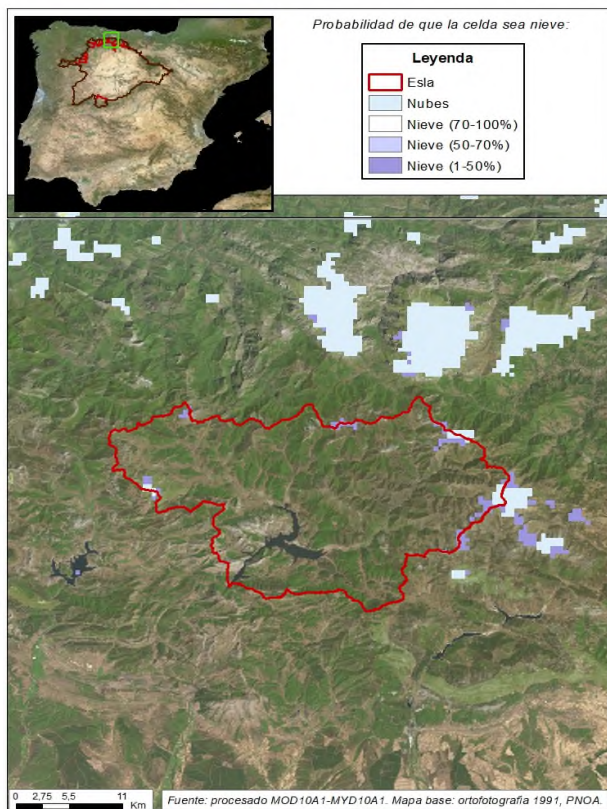 Probabilidad de que la celda sea nieve:
Leyenda
Esla
Nubes
Nieve (70-100%)
Nieve (50-70%)
Nieve (1-50%)
0 2,75 5,5 11
Km
Fuente: procesado MOD10A1-MYD10A1. Mapa base: ortofotografia 1991, PNOA